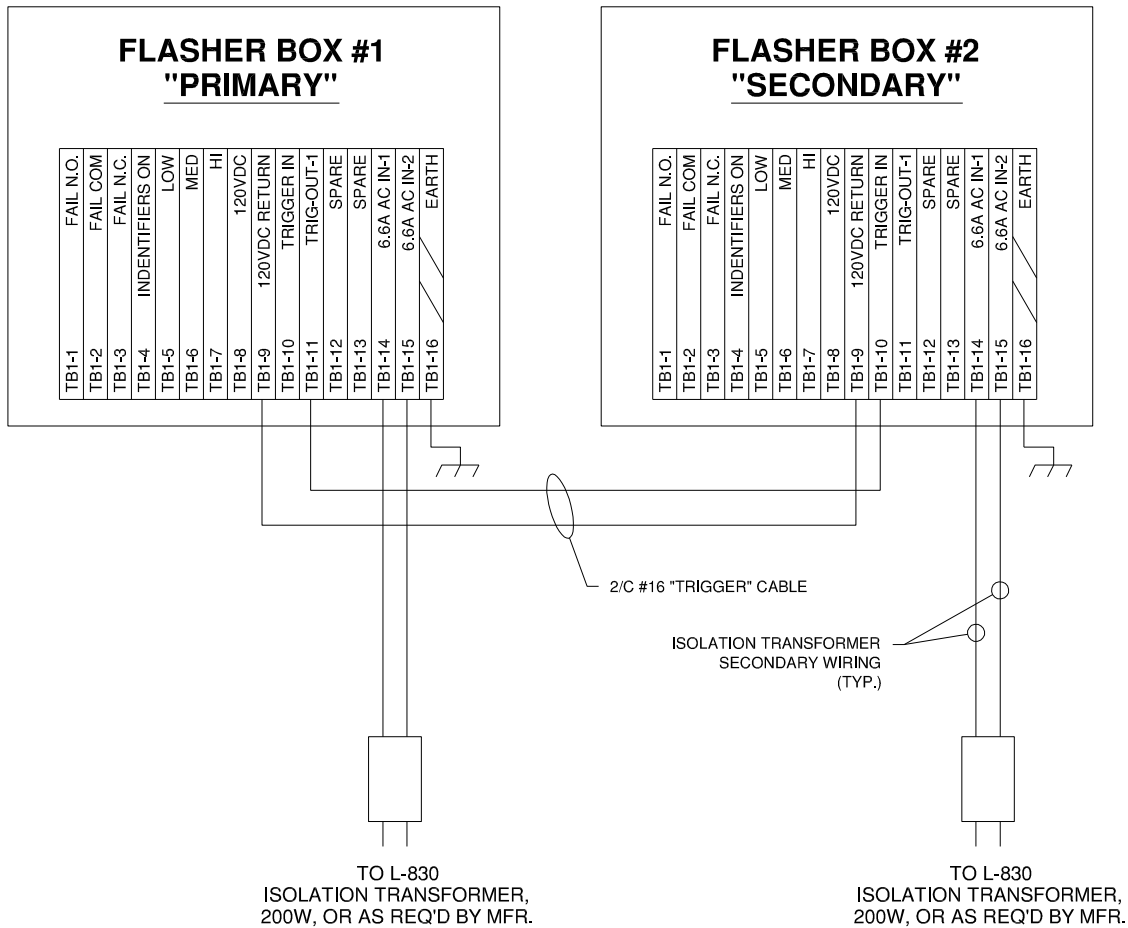 FLASHER BOX #1
"PRIMARY"
FAIL N.O.
FAIL COM
FAIL N.C.
INDENTIFIERS ON
LOW
MED
HI
120VDC
120VDC RETURN
TRIGGER IN
TRIG-OUT-1
SPARE
SPARE
6.6A AC IN-1
6.6A AC IN-2
EARTH
TB1-1
TB1-2
TB1-3
TB1-4
TB1-5
TB1-6
TB1-7
TB1-8
TB1-9
TB1-10
TB1-11
TB1-12
TB1-13
TB1-14
TB1-15
TB1-16
FLASHER BOX #2
"SECONDARY"
FAIL N.O.
FAIL COM
FAIL N.C.
INDENTIFIERS ON
LOW
MED
HI
120VDC
120VDC RETURN
TRIGGER IN
TRIG-OUT-1
SPARE
SPARE
6.6A AC IN-1
6.6A AC IN-2
EARTH
TB1-1
TB1-2
TB1-3
TB1-4
TB1-5
TB1-6
TB1-7
TB1-8
TB1-9
TB1-10
TB1-11
TB1-12
TB1-13
TB1-14
TB1-15
TB1-16
2/C #16 "TRIGGER" CABLE
ISOLATION TRANSFORMER
SECONDARY WIRING
(TYP.)
TO L-830
ISOLATION TRANSFORMER,
200W, OR AS REQ'D BY MFR.
TO L-830
ISOLATION TRANSFORMER,
200W, OR AS REQ'D BY MFR.